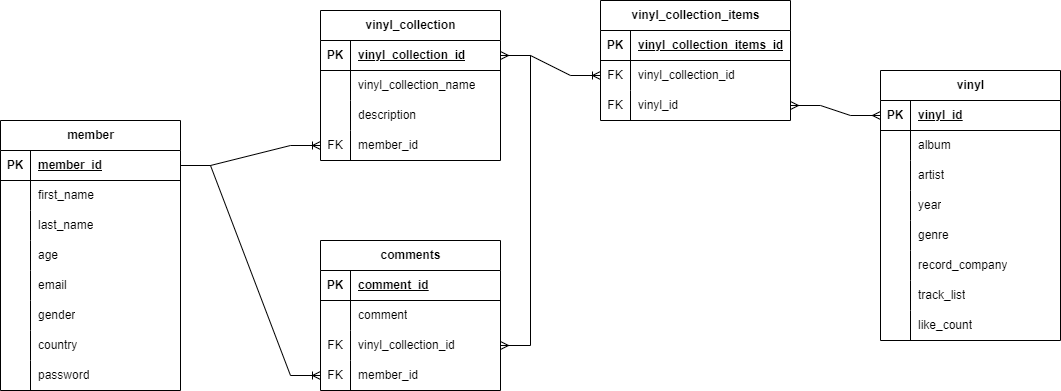 member
PK member_id
first_name
last_name
age
email
gender
country
password
vinyl_collection
PK vinyl_collection_id
vinyl_collection_name
description
FK member_id
comments
PK comment_id
comment
FK vinyl_collection_id
FK member_id
vinyl_collection_items
PK vinyl_collection_items_id
FK vinyl_collection_id
FK vinyl_id
vinyl
PK vinyl_id
album
artist
year
genre
record_company
track_list
like_count